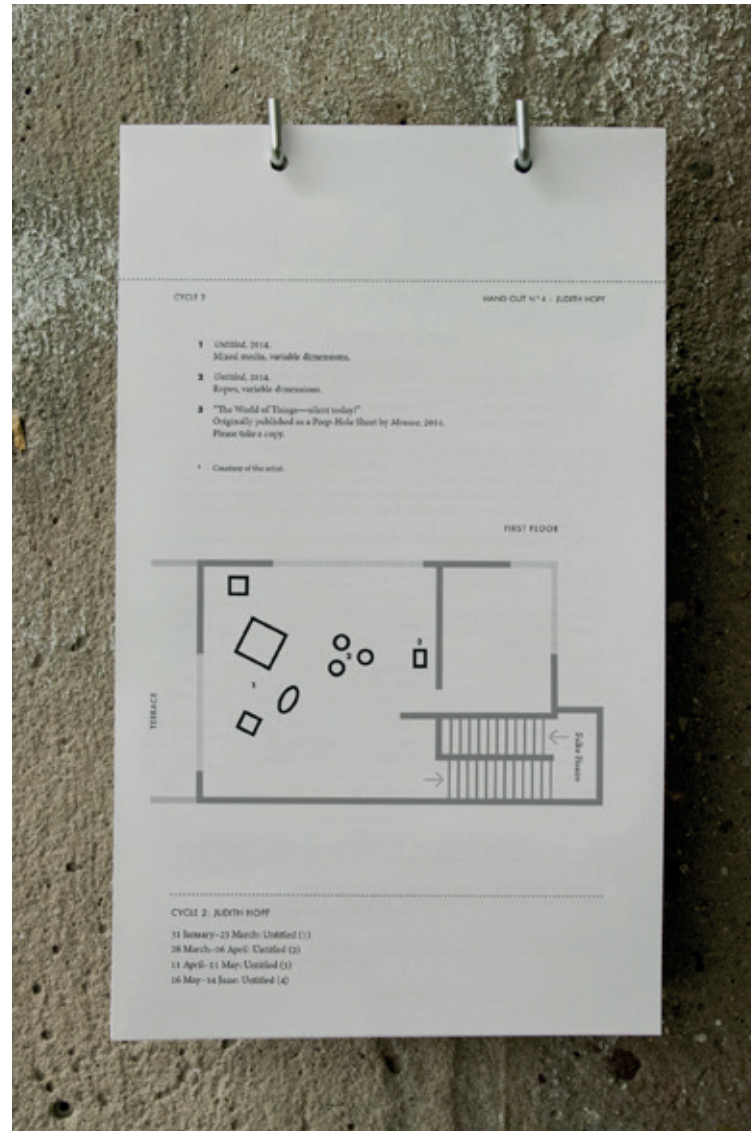 CYCLE 2
HAND OUT N°4 - JUDITH HOPF
1 Untitled, 2014.
Mixed media, variable dimensions.
2 Untitled, 2014.
Ropes, variable dimensions.
3 "The World of Things—silent today!"
Originally published as a Peep-Hole Sheet by Mousse, 2011.
Please take a copy.
* Courtesy of the artist.
FIRST FLOOR
3
2
1
TERRACE
CYCLE 2: JUDITH HOPF
31 January–23 March: Untitled (1)
28 March–06 April: Untitled (2)
11 April–11 May: Untitled (3)
16 May–14 June: Untitled (4)